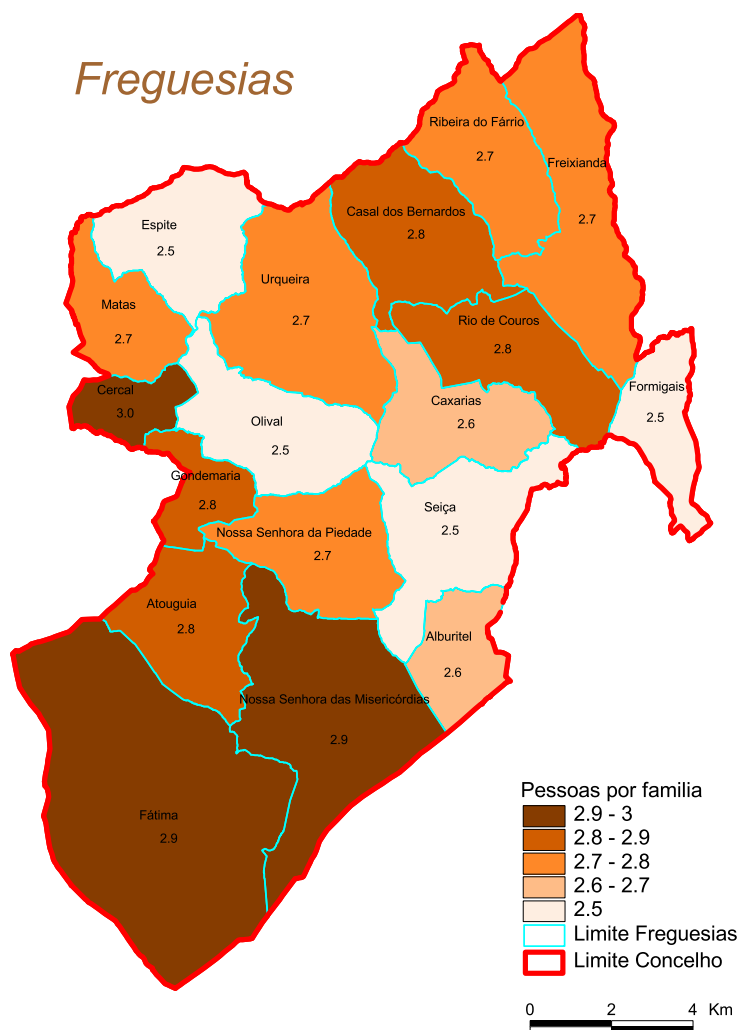 Freguesias
Ribeira do Fárrio
2.7
Freixianda
2.7
Casal dos Bernardos
2.8
Espite
2.5
Urqueira
2.7
Matas
2.7
Rio de Couros
2.8
Cercal
3.0
Formigais
2.5
Caxarias
2.6
Olival
2.5
Gondemaria
2.8
Seiça
2.5
Nossa Senhora da Piedade
2.7
Atouguia
2.8
Alburitel
2.6
Nossa Senhora das Misericórdias
2.9
Fátima
2.9
Pessoas por familia
2.9 - 3
2.8 - 2.9
2.7 - 2.8
2.6 - 2.7
2.5
Limite Freguesias
Limite Concelho
0 2 4 Km